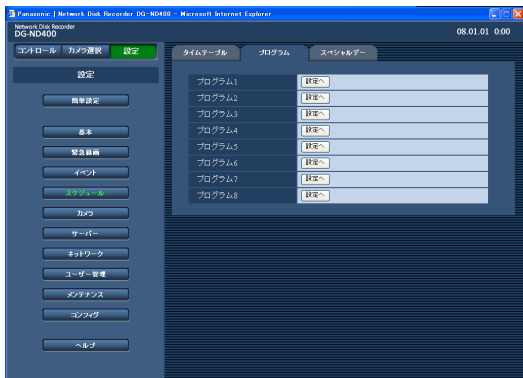 Panasonic | Network Disk Recorder DG-ND400 - Microsoft Internet Explorer
Network Disk Recorder
DG-ND400
08.01.01 0:00
コントロール カメラ選択 設定
タイムテーブル プログラム スペシャルデー
設定
簡単設定
基本
緊急録画
イベント
スケジュール
カメラ
サーバー
ネットワーク
ユーザー管理
メンテナンス
コンフィグ
ヘルプ
プログラム1 設定へ
プログラム2 設定へ
プログラム3 設定へ
プログラム4 設定へ
プログラム5 設定へ
プログラム6 設定へ
プログラム7 設定へ
プログラム8 設定へ